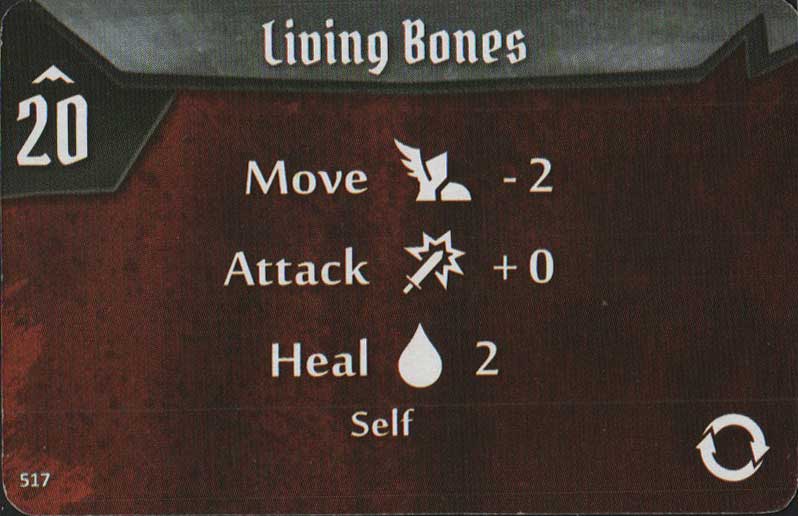 Living Bones
20
Move - 2
Attack + 0
Heal 2
Self
517